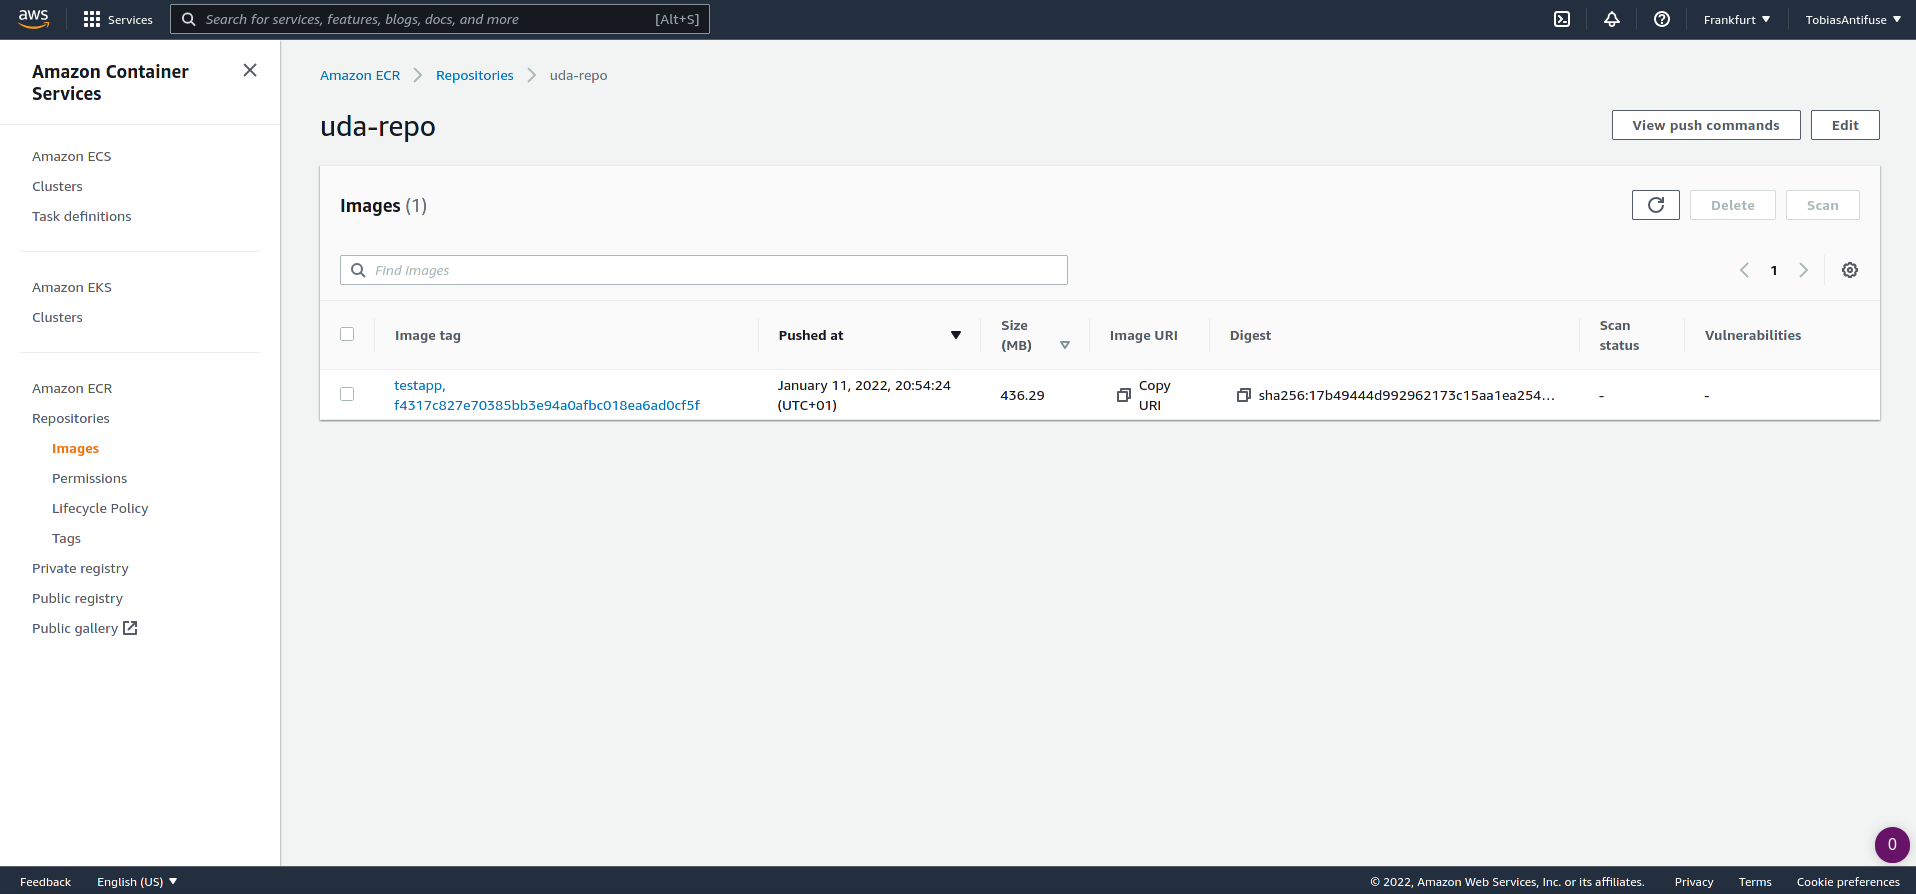 aws
Services
Search for services, features, blogs, docs, and more
[Alt+S]
Frankfurt
TobiasAntifuse
Amazon Container
Services
Amazon ECS
Clusters
Task definitions
Amazon EKS
Clusters
Amazon ECR
Repositories
Images
Permissions
Lifecycle Policy
Tags
Private registry
Public registry
Public gallery
Amazon ECR
Repositories
uda-repo
uda-repo
View push commands
Edit
Images (1)
Delete
Scan
Find Images
1
Image tag
Pushed at
Size
(MB)
Image URI
Digest
Scan
status
Vulnerabilities
testapp,
f4317c827e70385bb3e94a0afbc018ea6ad0cf5f
January 11, 2022, 20:54:24
(UTC+01)
436.29
Copy
URI
sha256:17b49444d992962173c15aa1ea254...
-
-
0
Feedback
English (US)
© 2022, Amazon Web Services, Inc. or its affiliates.
Privacy
Terms
Cookie preferences